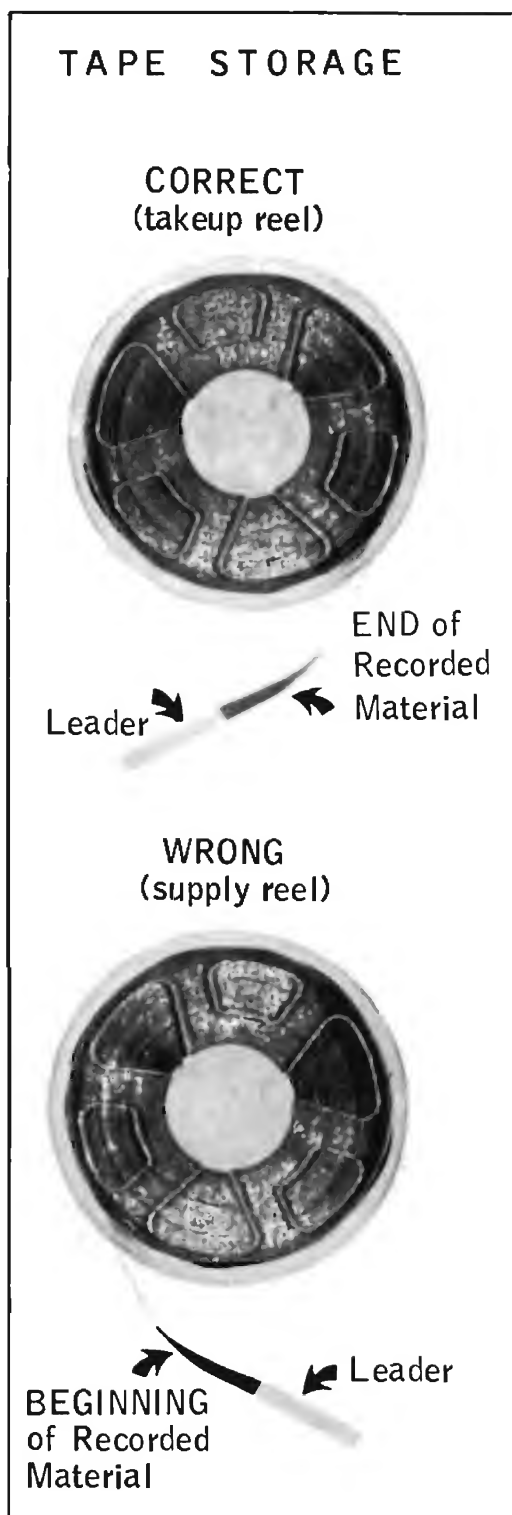 TAPE STORAGE
CORRECT
(takeup reel)
END of
Recorded
Material
Leader
WRONG
(supply reel)
Leader
BEGINNING
of Recorded
Material